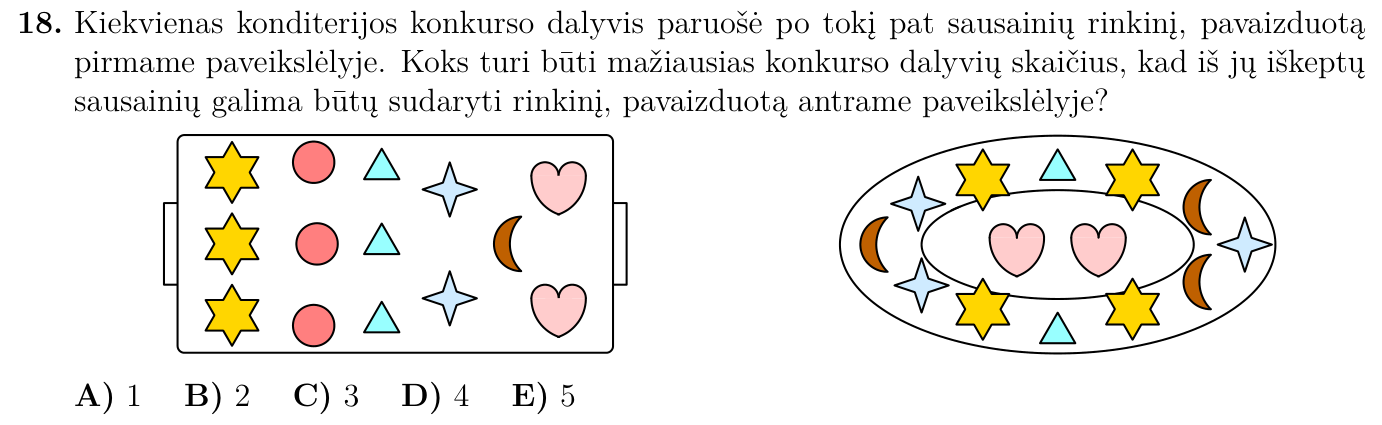 18. Kiekvienas konditerijos konkurso dalyvis paruošė po tokį pat sausainių rinkinį, pavaizduotą
pirmame paveikslėlyje. Koks turi būti mažiausias konkurso dalyvių skaičius, kad iš jų iškeptų
sausainių galima būtų sudaryti rinkinį, pavaizduotą antrame paveikslėlyje?
A) 1 B) 2 C) 3 D) 4 E) 5